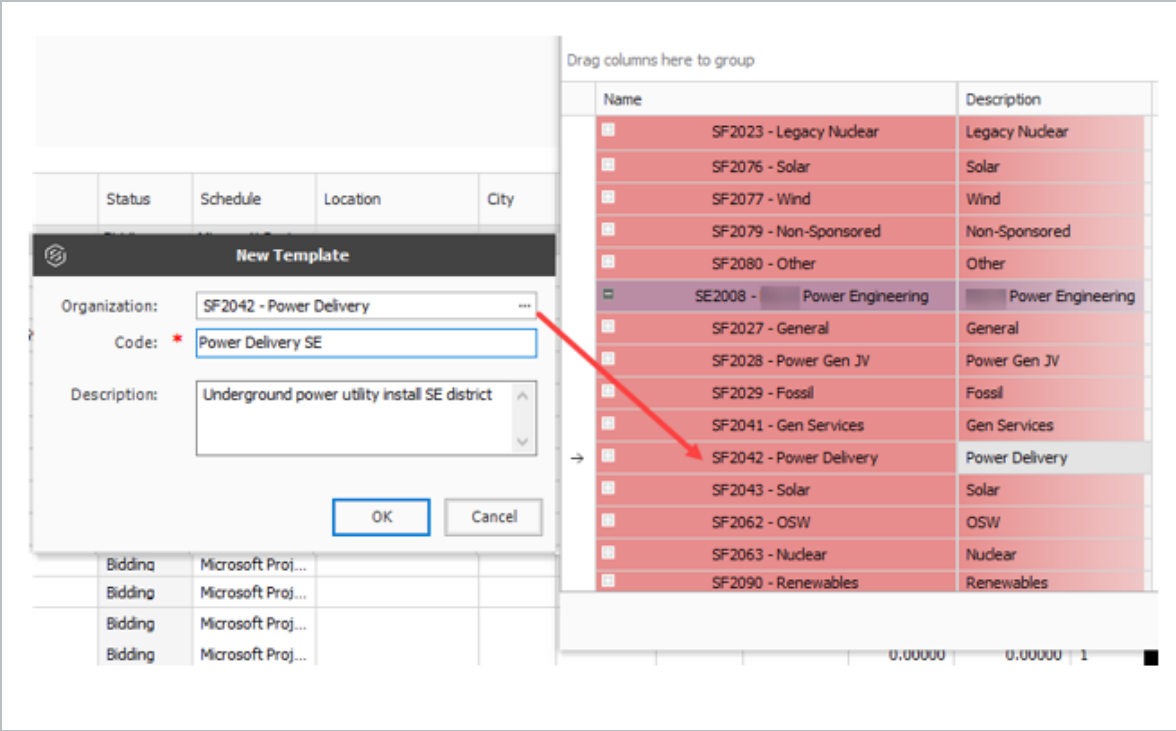 Drag columns here to group
Name Description
SF2023 - Legacy Nuclear Legacy Nuclear
SF2076 - Solar Solar
SF2077 - Wind Wind
SF2079 - Non-Sponsored Non-Sponsored
SF2080 - Other Other
SE2008 - Power Engineering Power Engineering
SF2027 - General General
SF2028 - Power Gen JV Power Gen JV
SF2029 - Fossil Fossil
SF2041 - Gen Services Gen Services
SF2042 - Power Delivery Power Delivery
SF2043 - Solar Solar
SF2062 - OSW OSW
SF2063 - Nuclear Nuclear
SF2090 - Renewables Renewables
Status Schedule Location City
New Template
Organization: SF2042 - Power Delivery ...
Code: * Power Delivery SE
Description: Underground power utility install SE district
OK Cancel
Bidding Microsoft Proj...
Bidding Microsoft Proj...
Bidding Microsoft Proj...
Bidding Microsoft Proj... 0.00000 0.00000 1